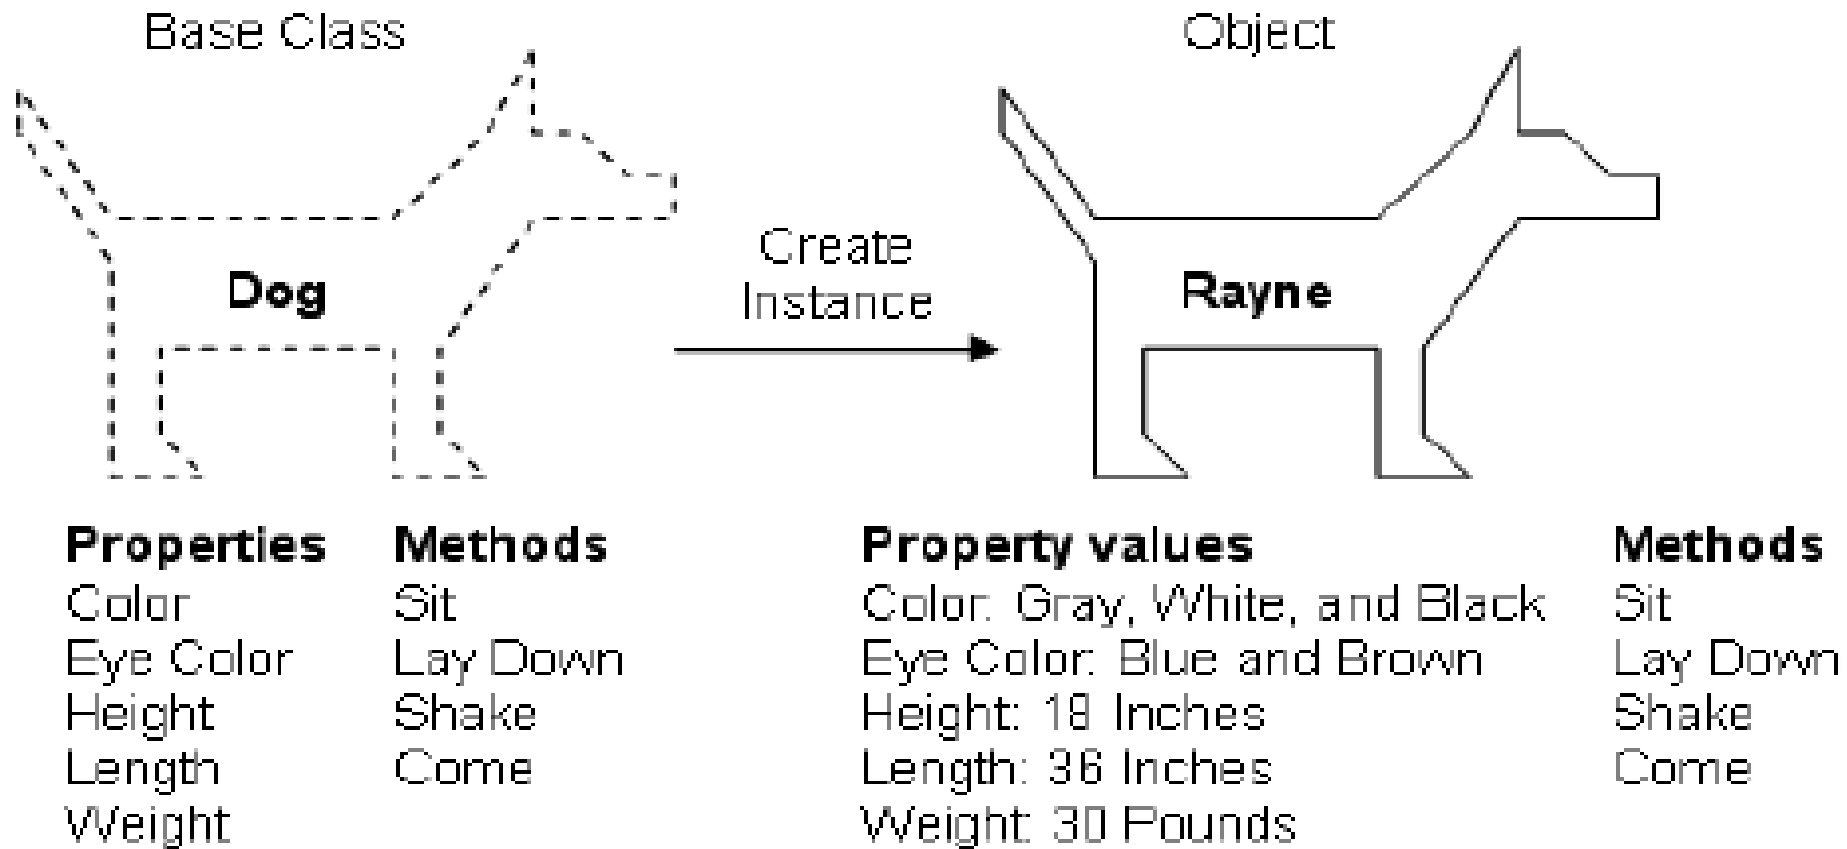 Base Class
Object
Dog
Create
Instance
Rayne
Properties
Color
Eye Color
Height
Length
Weight
Methods
Sit
Lay Down
Shake
Come
Property values
Color: Gray, White, and Black
Eye Color: Blue and Brown
Height: 18 Inches
Length: 36 Inches
Weight: 30 Pounds
Methods
Sit
Lay Down
Shake
Come